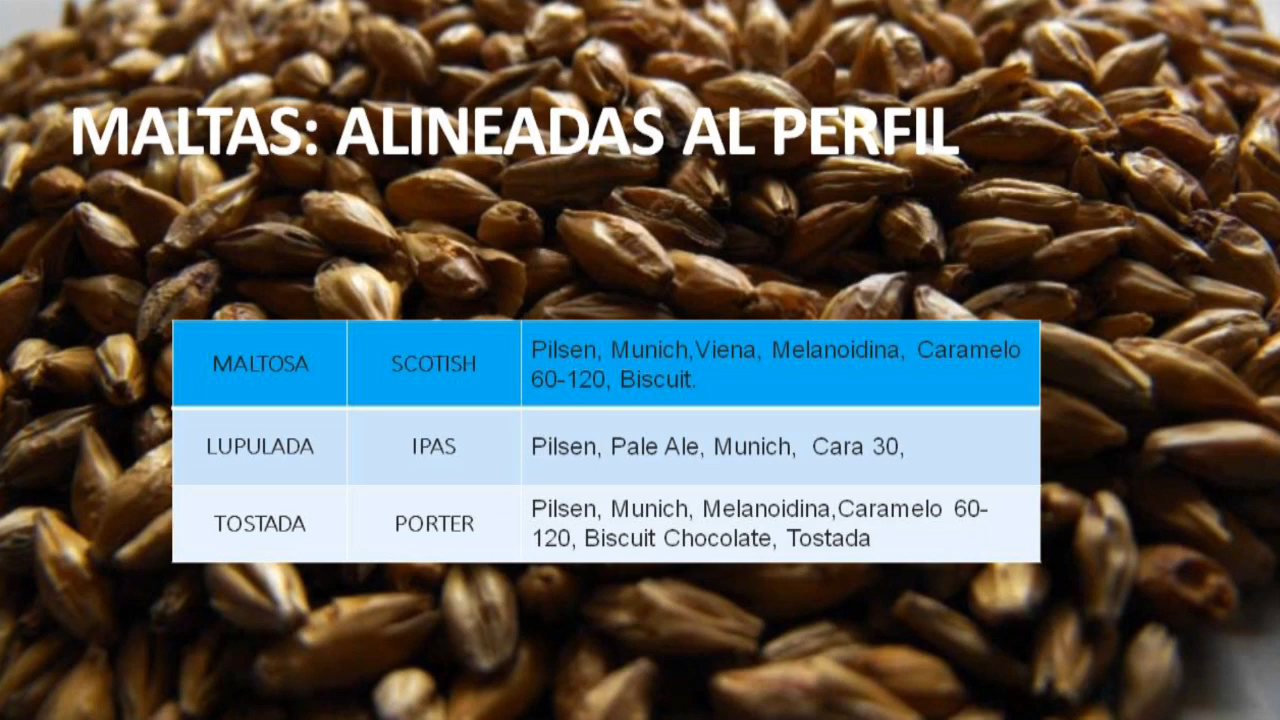 MALTAS: ALINEADAS AL PERFIL
MALTOSA
SCOTISH
Pilsen, Munich,Viena, Melanoidina, Caramelo
60-120, Biscuit.
LUPULADA
IPAS
Pilsen, Pale Ale, Munich, Cara 30,
TOSTADA
PORTER
Pilsen, Munich, Melanoidina,Caramelo 60-
120, Biscuit Chocolate, Tostada